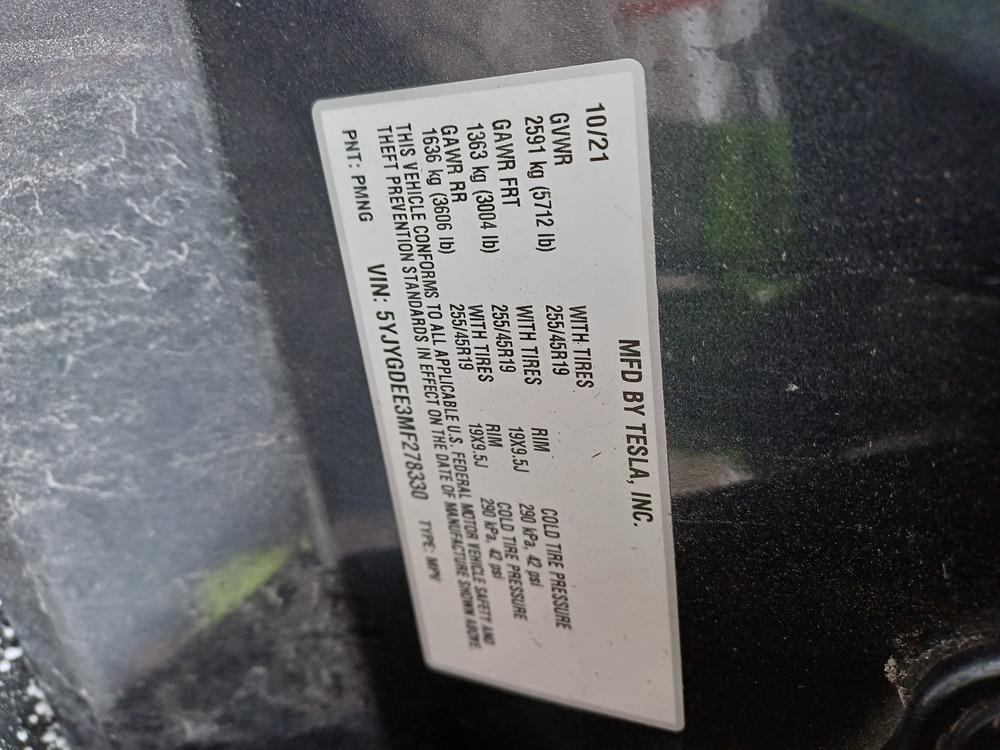 MFD BY TESLA, INC.
10/21
GVWR WITH TIRES RIM COLD TIRE PRESSURE
2591 kg (5712 lb) 255/45R19 19X9.5J 290 kPa, 42 psi
GAWR FRT WITH TIRES RIM COLD TIRE PRESSURE
1363 kg (3004 lb) 255/45R19 19X9.5J 290 kPa, 42 psi
GAWR RR WITH TIRES
1636 kg (3606 lb) 255/45R19
THIS VEHICLE CONFORMS TO ALL APPLICABLE U.S. FEDERAL MOTOR VEHICLE SAFETY AND
THEFT PREVENTION STANDARDS IN EFFECT ON THE DATE OF MANUFACTURE SHOWN ABOVE.
PNT: PMNG VIN: 5YJYGDEE3MF278330 TYPE: MPV